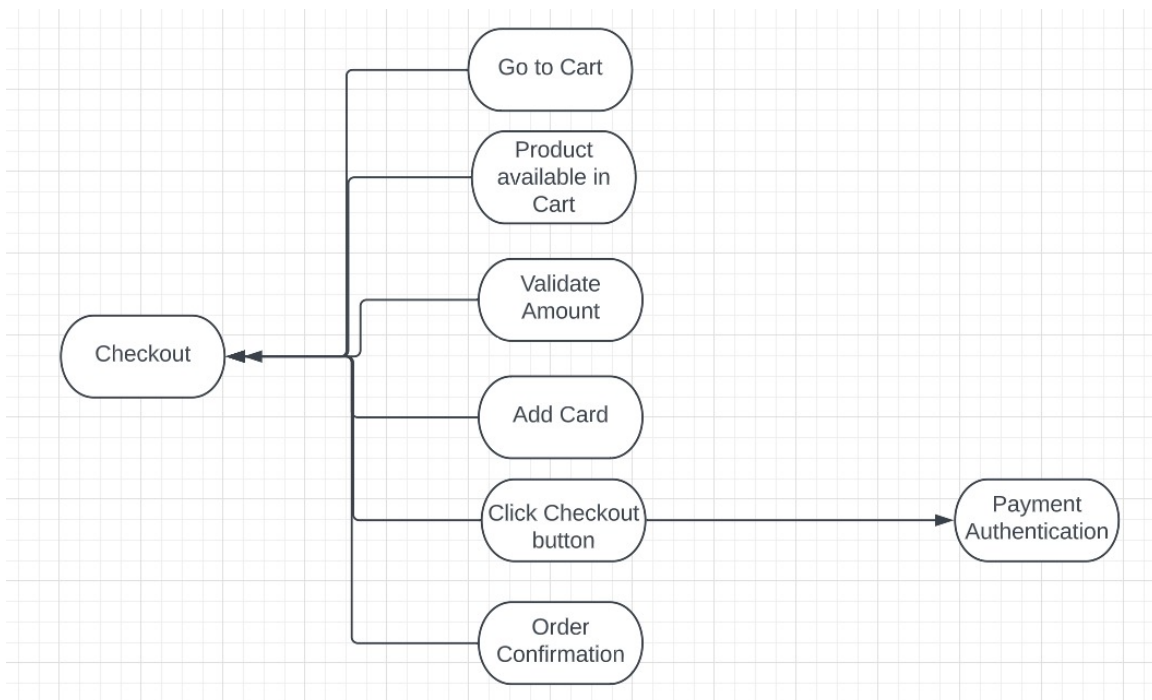 Go to Cart
Product
available in
Cart
Validate
Amount
Checkout
Add Card
Click Checkout
button
Payment
Authentication
Order
Confirmation